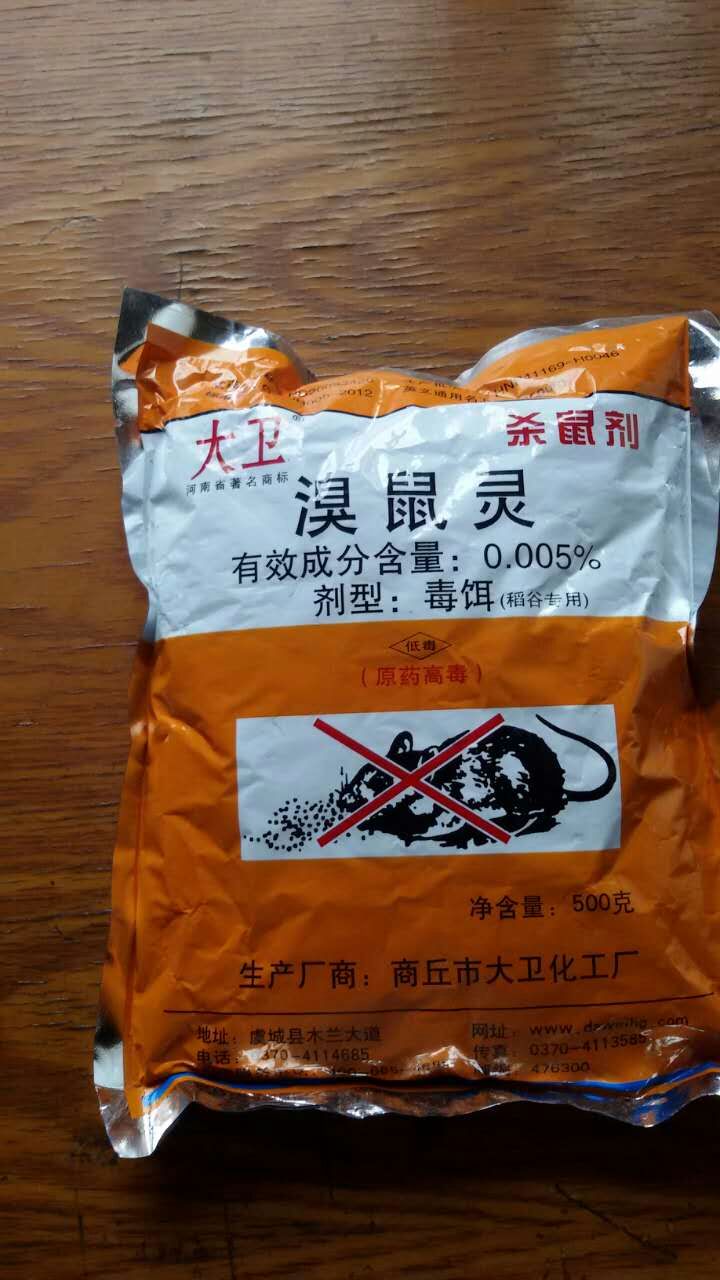 大卫
河南省著名商标
杀鼠剂
溴鼠灵
有效成分含量：0.005%
剂型：毒饵(稻谷专用)
低毒
(原药高毒)
净含量：500克
生产厂商：商丘市大卫化工厂
地址：虞城县木兰大道
网址：
电话：0370-4114685
传真：0370-4113585
476300